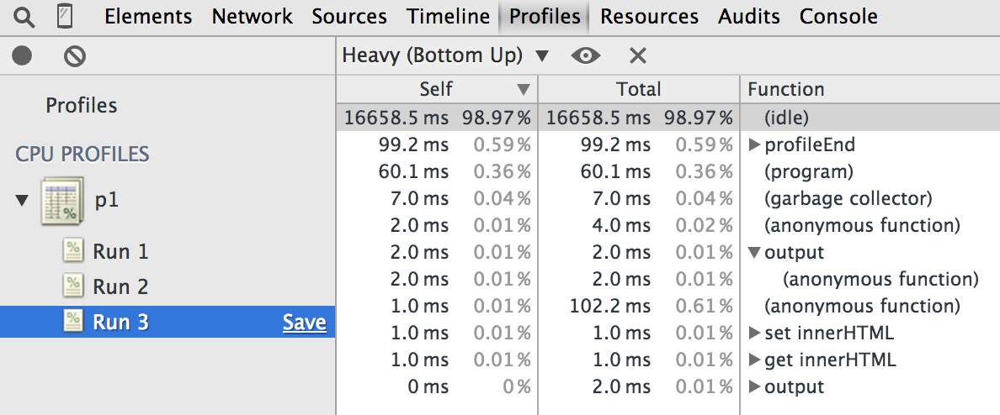 Elements Network Sources Timeline Profiles Resources Audits Console
Heavy (Bottom Up)
Profiles
CPU PROFILES
p1
Run 1
Run 2
Run 3 Save
Self Total Function
16658.5 ms 98.97 % 16658.5 ms 98.97 % (idle)
99.2 ms 0.59 % 99.2 ms 0.59 % profileEnd
60.1 ms 0.36 % 60.1 ms 0.36 % (program)
7.0 ms 0.04 % 7.0 ms 0.04 % (garbage collector)
2.0 ms 0.01 % 4.0 ms 0.02 % (anonymous function)
2.0 ms 0.01 % 2.0 ms 0.01 % output
2.0 ms 0.01 % 2.0 ms 0.01 % (anonymous function)
1.0 ms 0.01 % 102.2 ms 0.61 % (anonymous function)
1.0 ms 0.01 % 1.0 ms 0.01 % set innerHTML
1.0 ms 0.01 % 1.0 ms 0.01 % get innerHTML
0 ms 0 % 2.0 ms 0.01 % output